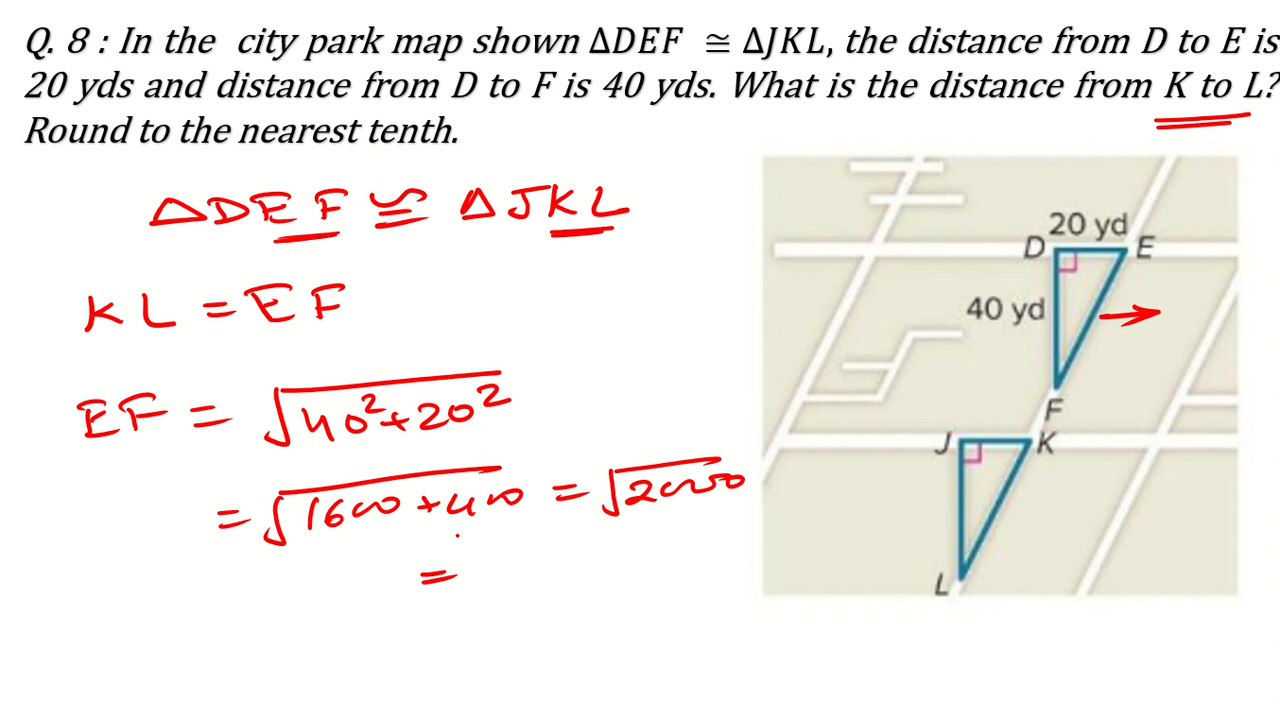 Q. 8 : In the city park map shown ΔDEF ≅ ΔJKL, the distance from D to E is
20 yds and distance from D to F is 40 yds. What is the distance from K to L?
Round to the nearest tenth.
ΔDEF ≅ ΔJKL
KL = EF
EF = √40²+20²
= √1600+400 = √2000
=
20 yd
D E
40 yd
F
J K
L